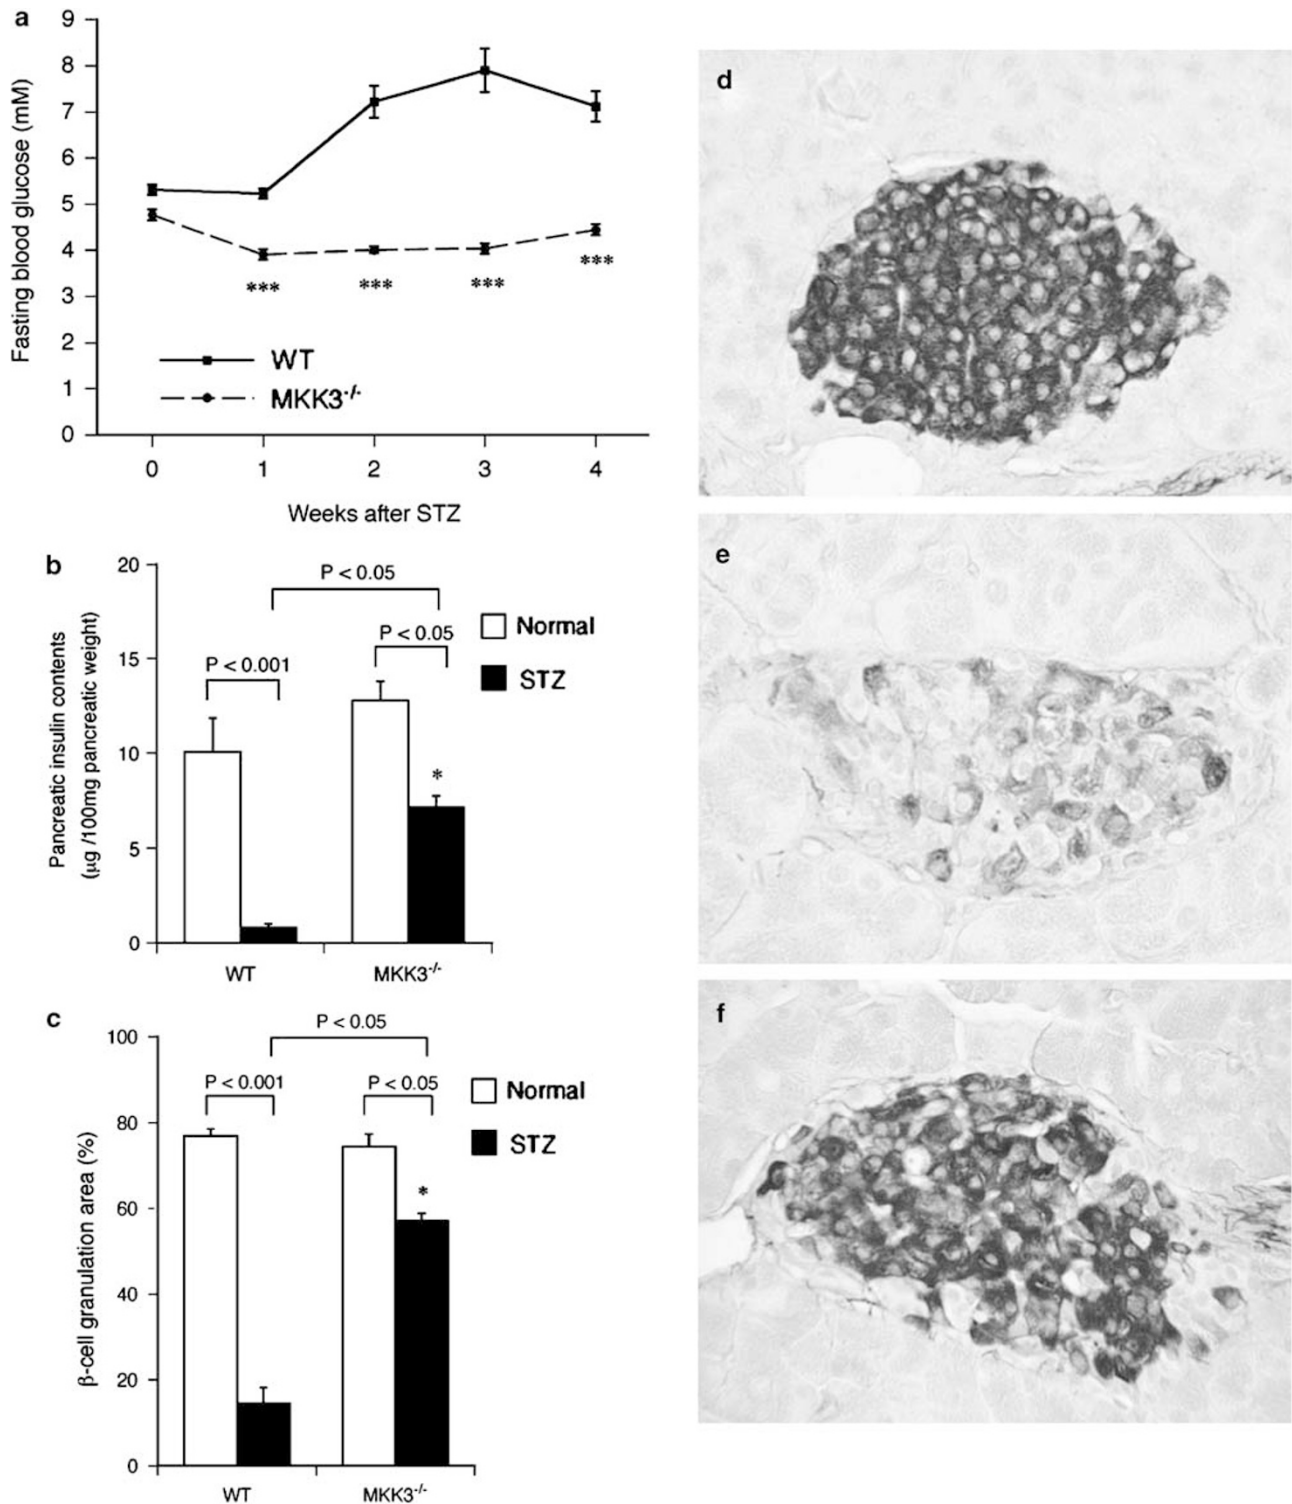 a
Fasting blood glucose (mM)
9
8
7
6
5
4
3
2
1
0
*** *** *** ***
WT
MKK3-/-
0 1 2 3 4
Weeks after STZ
b
Pancreatic insulin contents
(µg /100mg pancreatic weight)
20
15
10
5
0
P < 0.05
P < 0.001
P < 0.05
*
Normal
STZ
WT MKK3-/-
c
β-cell granulation area (%)
100
80
60
40
20
0
P < 0.05
P < 0.001
P < 0.05
*
Normal
STZ
WT MKK3-/-
d
e
f